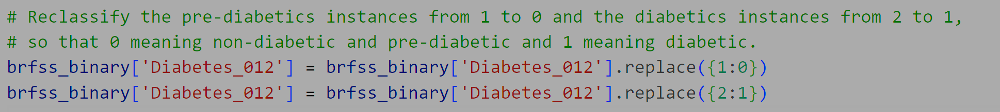 # Reclassify the pre-diabetics instances from 1 to 0 and the diabetics instances from 2 to 1,
# so that 0 meaning non-diabetic and pre-diabetic and 1 meaning diabetic.
brfss_binary['Diabetes_012'] = brfss_binary['Diabetes_012'].replace({1:0})
brfss_binary['Diabetes_012'] = brfss_binary['Diabetes_012'].replace({2:1})